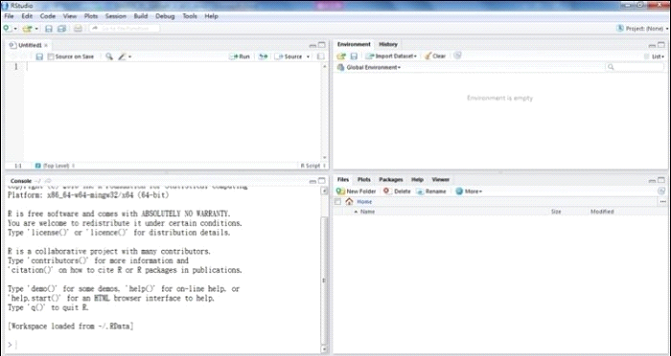 RStudio
File Edit Code View Plots Session Build Debug Tools Help
Project: (None)
Untitled1
Source on Save
Run
Source
1
1:1
(Top Level)
R Script
Console ~/
Platform: x86_64-w64-mingw32/x64 (64-bit)
R is free software and comes with ABSOLUTELY NO WARRANTY.
You are welcome to redistribute it under certain conditions.
Type 'license()' or 'licence()' for distribution details.
R is a collaborative project with many contributors.
Type 'contributors()' for more information and
'citation()' on how to cite R or R packages in publications.
Type 'demo()' for some demos, 'help()' for on-line help, or
'help.start()' for an HTML browser interface to help.
Type 'q()' to quit R.
[Workspace loaded from ~/.RData]
>
Environment History
Import Dataset
Clear
List
Global Environment
Environment is empty
Files Plots Packages Help Viewer
New Folder Delete Rename More
Home
Name Size Modified